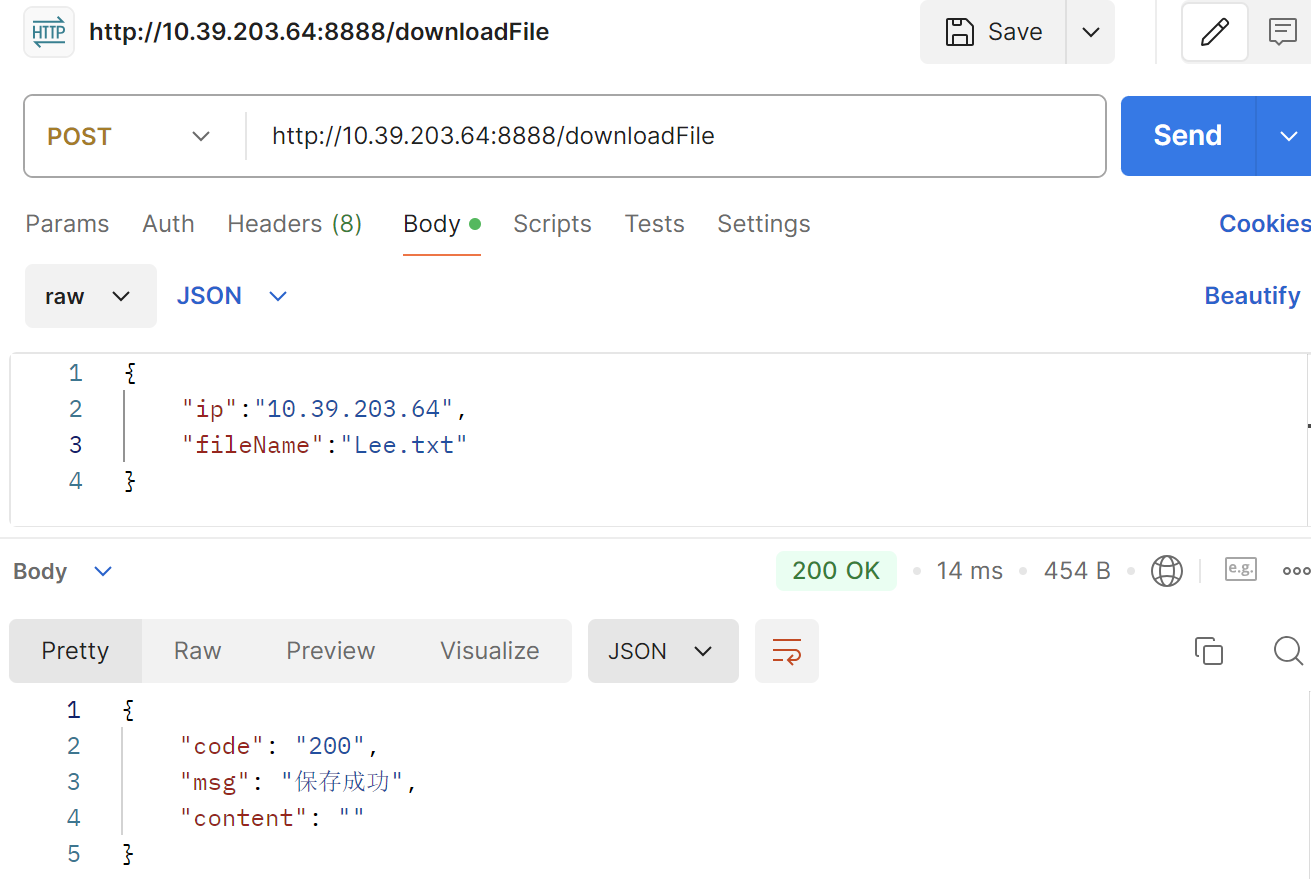 HTTP http://10.39.203.64:8888/downloadFile Save
POST http://10.39.203.64:8888/downloadFile Send
Params Auth Headers (8) Body Scripts Tests Settings Cookies
raw JSON Beautify
1 {
2 "ip":"10.39.203.64",
3 "fileName":"Lee.txt"
4 }
Body 200 OK 14 ms 454 B e.g.
Pretty Raw Preview Visualize JSON
1 {
2 "code": "200",
3 "msg": "保存成功",
4 "content": ""
5 }